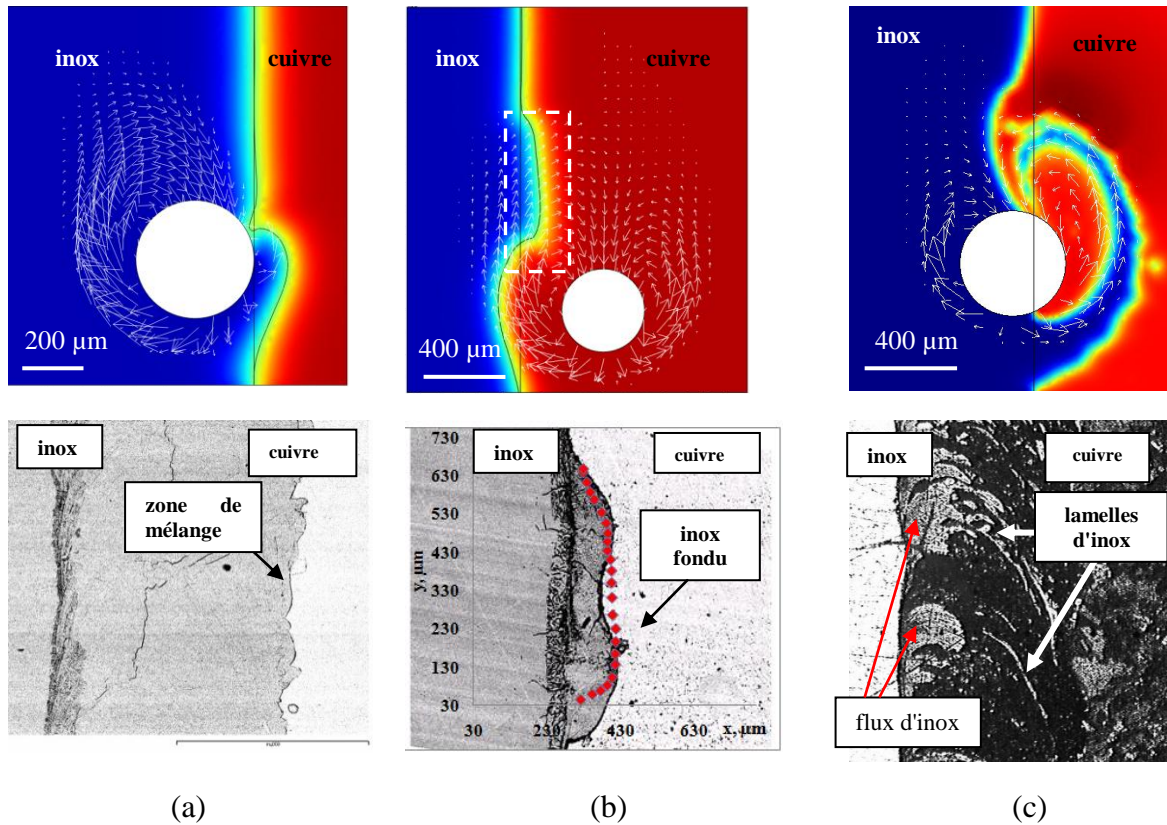 inox
cuivre
200 µm
inox
cuivre
400 µm
inox
cuivre
400 µm
inox
cuivre
zone de
mélange
730
630
530
430
330
230
130
30
y, µm
inox
cuivre
inox
fondu
30
230
430
630
x, µm
inox
cuivre
lamelles
d'inox
flux d'inox
(a)
(b)
(c)